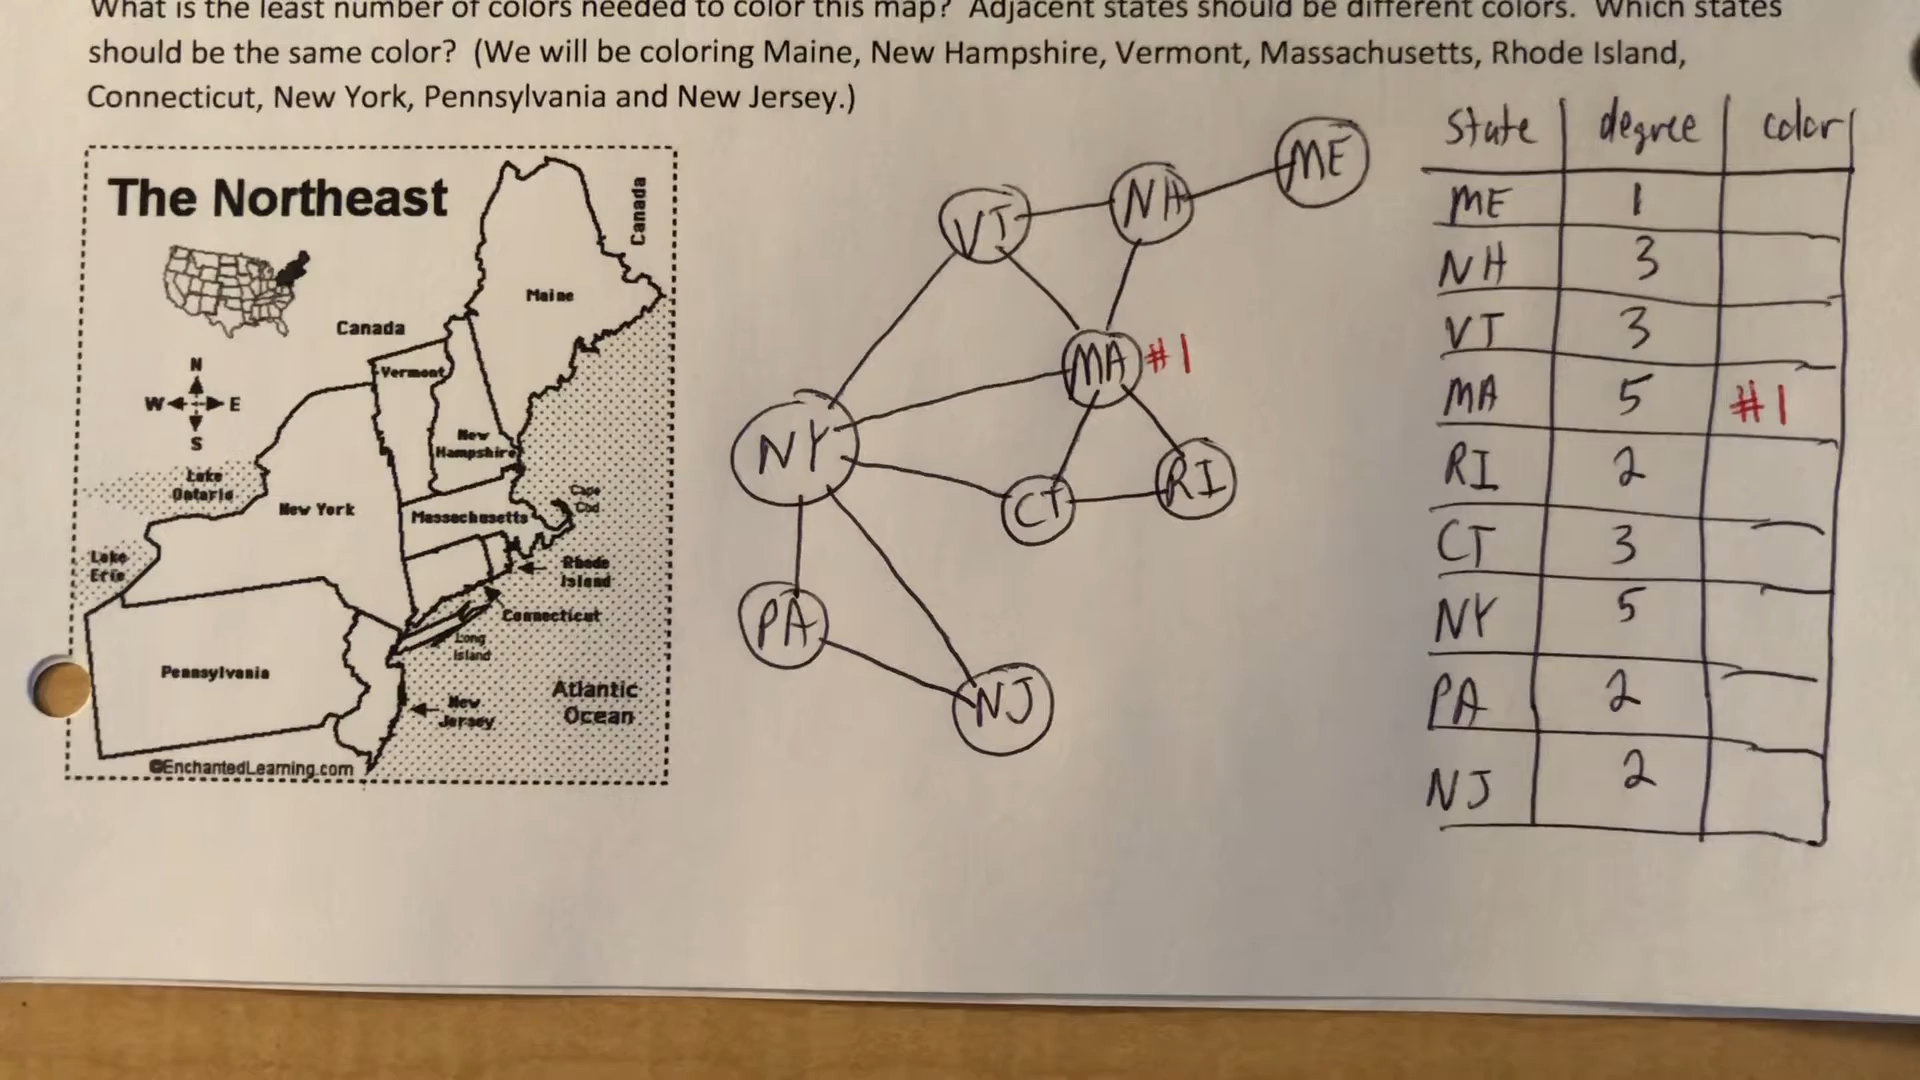 What is the least number of colors needed to color this map? Adjacent states should be different colors. Which states
should be the same color? (We will be coloring Maine, New Hampshire, Vermont, Massachusetts, Rhode Island,
Connecticut, New York, Pennsylvania and New Jersey.)
The Northeast
Canada
Maine
Canada
N
W E
S
Vermont
New
Hampshire
Lake
Ontario
New York
Massachusetts
Cape
Cod
Lake
Erie
Rhode
Island
Connecticut
Long
Island
Pennsylvania
New
Jersey
Atlantic
Ocean
©EnchantedLearning.com
ME
NH
VT
MA #1
NY
CT
RI
PA
NJ
State degree color
ME 1
NH 3
VT 3
MA 5 #1
RI 2
CT 3
NY 5
PA 2
NJ 2